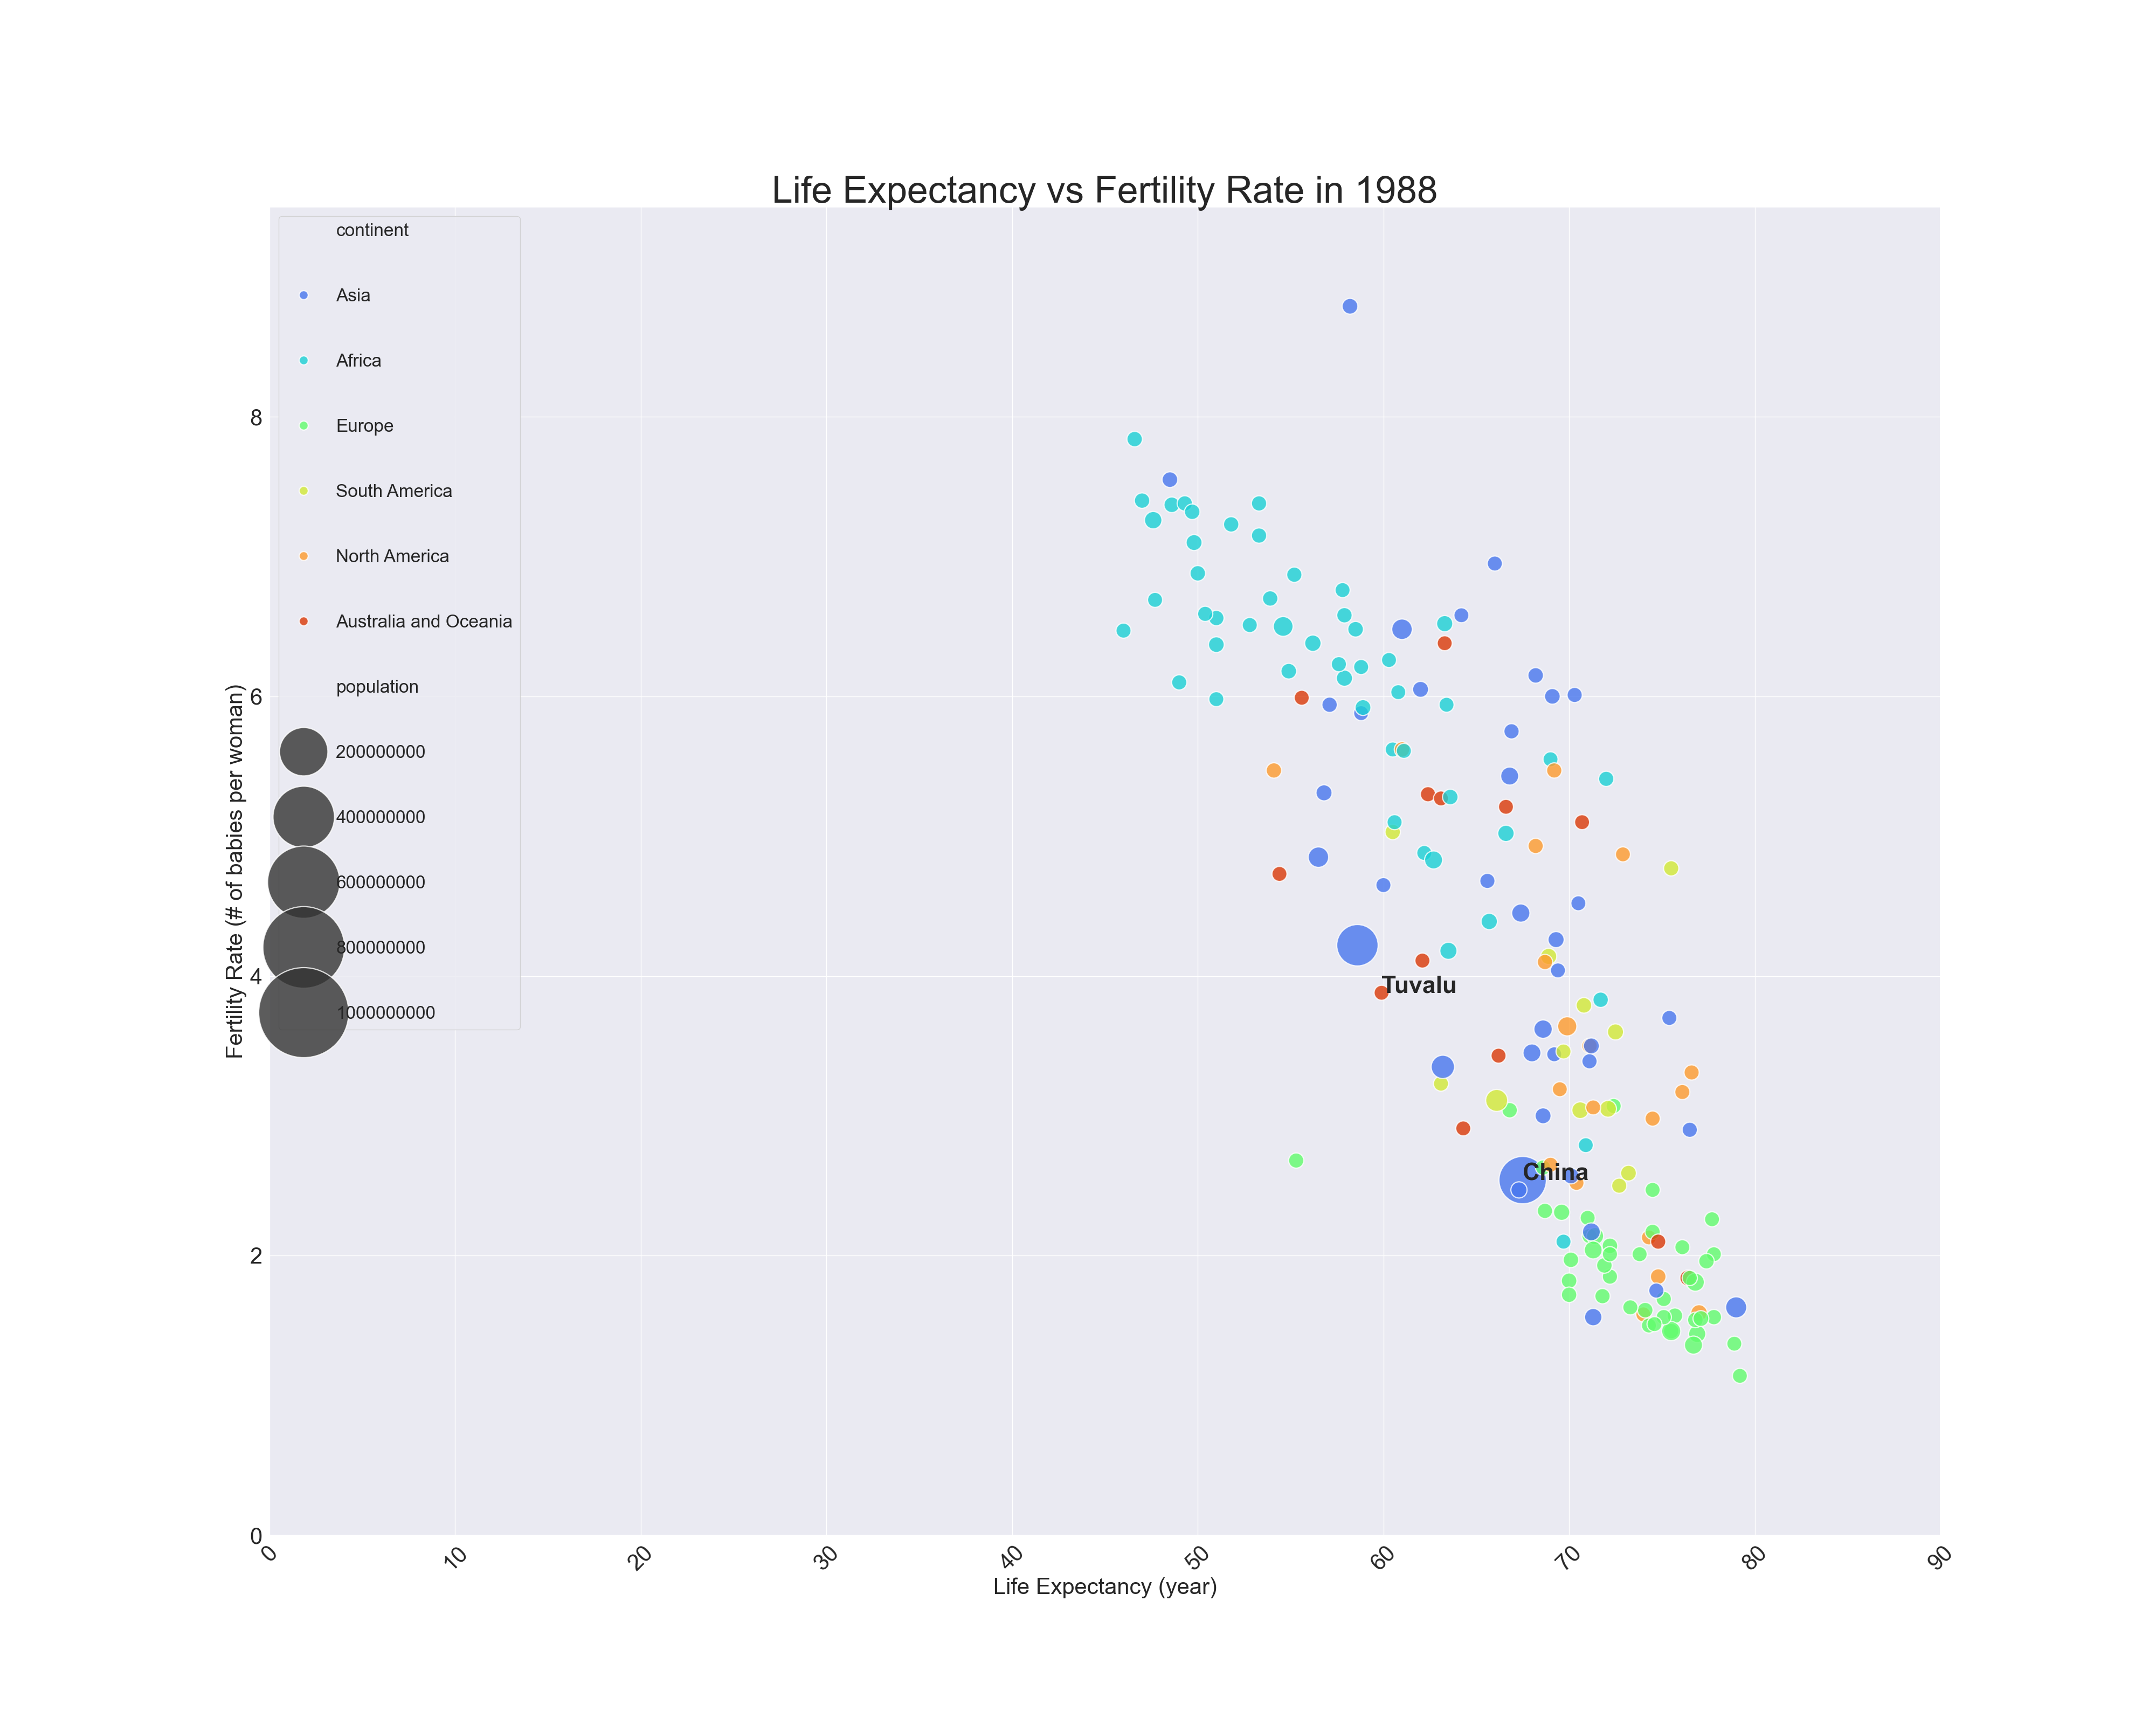 Life Expectancy vs Fertility Rate in 1988
continent
Asia
Africa
Europe
South America
North America
Australia and Oceania
population
200000000
400000000
600000000
800000000
1000000000
Fertility Rate (# of babies per woman)
8
6
4
2
0
Tuvalu
China
0 10 20 30 40 50 60 70 80 90
Life Expectancy (year)